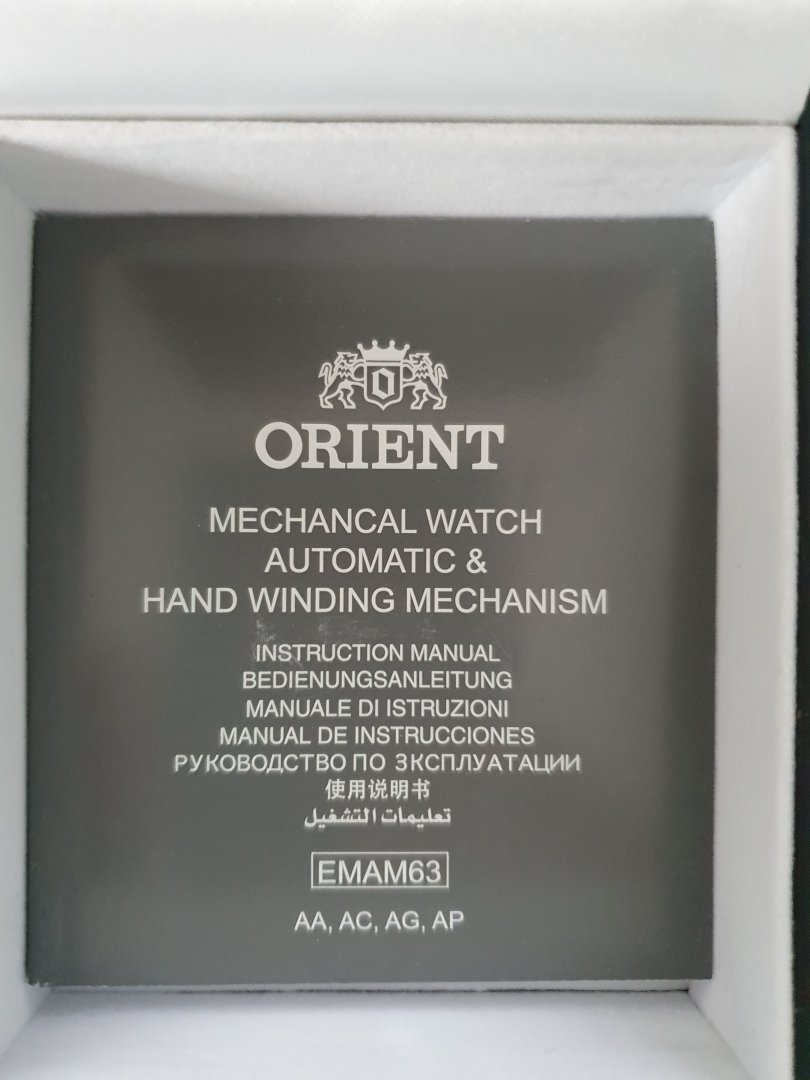 ORIENT
MECHANCAL WATCH
AUTOMATIC &
HAND WINDING MECHANISM
INSTRUCTION MANUAL
BEDIENUNGSANLEITUNG
MANUALE DI ISTRUZIONI
MANUAL DE INSTRUCCIONES
РУКОВОДСТВО ПО ЗКСПЛУАТАЦИИ
使用说明书
تعليمات التشغيل
EMAM63
AA, AC, AG, AP